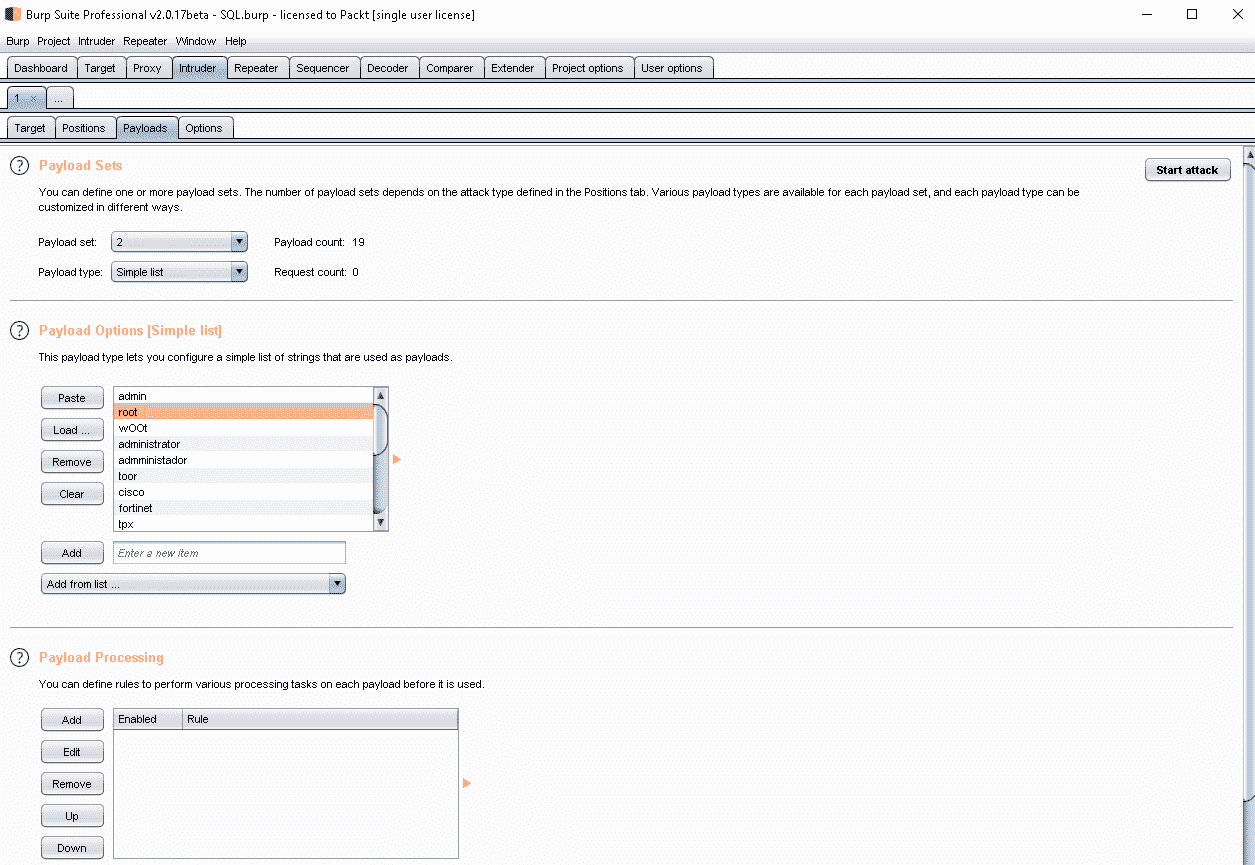 Burp Suite Professional v2.0.17beta - SQL.burp - licensed to Packt [single user license]
Burp Project Intruder Repeater Window Help
Dashboard Target Proxy Intruder Repeater Sequencer Decoder Comparer Extender Project options User options
1 × ...
Target Positions Payloads Options
? Payload Sets
Start attack
You can define one or more payload sets. The number of payload sets depends on the attack type defined in the Positions tab. Various payload types are available for each payload set, and each payload type can be
customized in different ways.
Payload set: 2 Payload count: 19
Payload type: Simple list Request count: 0
? Payload Options [Simple list]
This payload type lets you configure a simple list of strings that are used as payloads.
Paste
Load ...
Remove
Clear
admin
root
w00t
administrator
admministador
toor
cisco
fortinet
tpx
Add Enter a new item
Add from list ...
? Payload Processing
You can define rules to perform various processing tasks on each payload before it is used.
Add
Edit
Remove
Up
Down
Enabled Rule